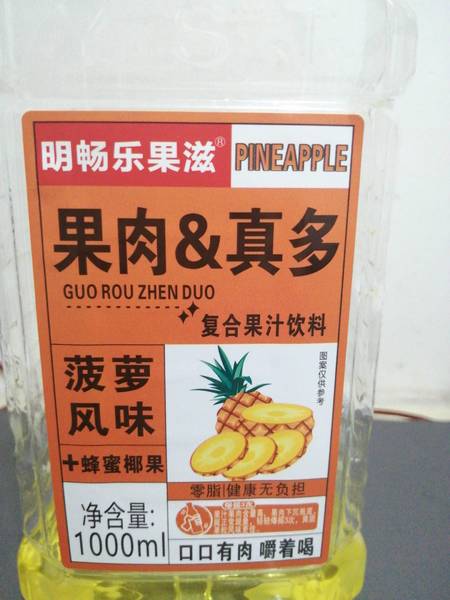 明畅乐果滋® PINEAPPLE
果肉&真多
GUO ROU ZHEN DUO
复合果汁饮料
菠萝
风味
+蜂蜜椰果
图案仅供参考
零脂|健康无负担
净含量:
1000ml
口口有肉 嚼着喝